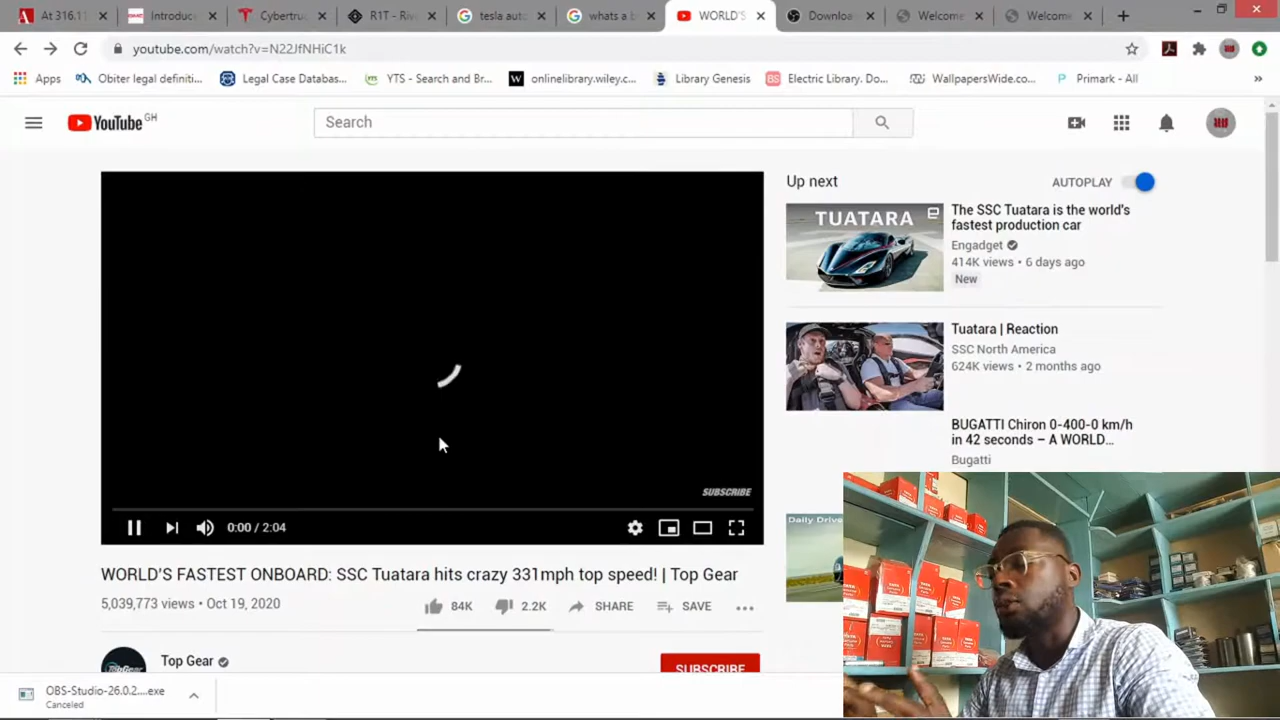 At 316.11
Introduc
Cybertru
R1T - Riv
tesla aut
whats a b
WORLD'S
Downloa
Welcome
Welcome
youtube.com/watch?v=N22JfNHiC1k
Apps
Obiter legal definiti...
Legal Case Databas...
YTS - Search and Br...
onlinelibrary.wiley.c...
Library Genesis
Electric Library. Do...
WallpapersWide.co...
Primark - All
YouTube GH
Search
Up next
AUTOPLAY
TUATARA
The SSC Tuatara is the world's
fastest production car
Engadget
414K views • 6 days ago
New
Tuatara | Reaction
SSC North America
624K views • 2 months ago
BUGATTI Chiron 0-400-0 km/h
in 42 seconds – A WORLD...
Bugatti
Daily Drive
SUBSCRIBE
0:00 / 2:04
WORLD'S FASTEST ONBOARD: SSC Tuatara hits crazy 331mph top speed! | Top Gear
5,039,773 views • Oct 19, 2020
84K
2.2K
SHARE
SAVE
Top Gear
SUBSCRIBE
OBS-Studio-26.0.2....exe
Canceled